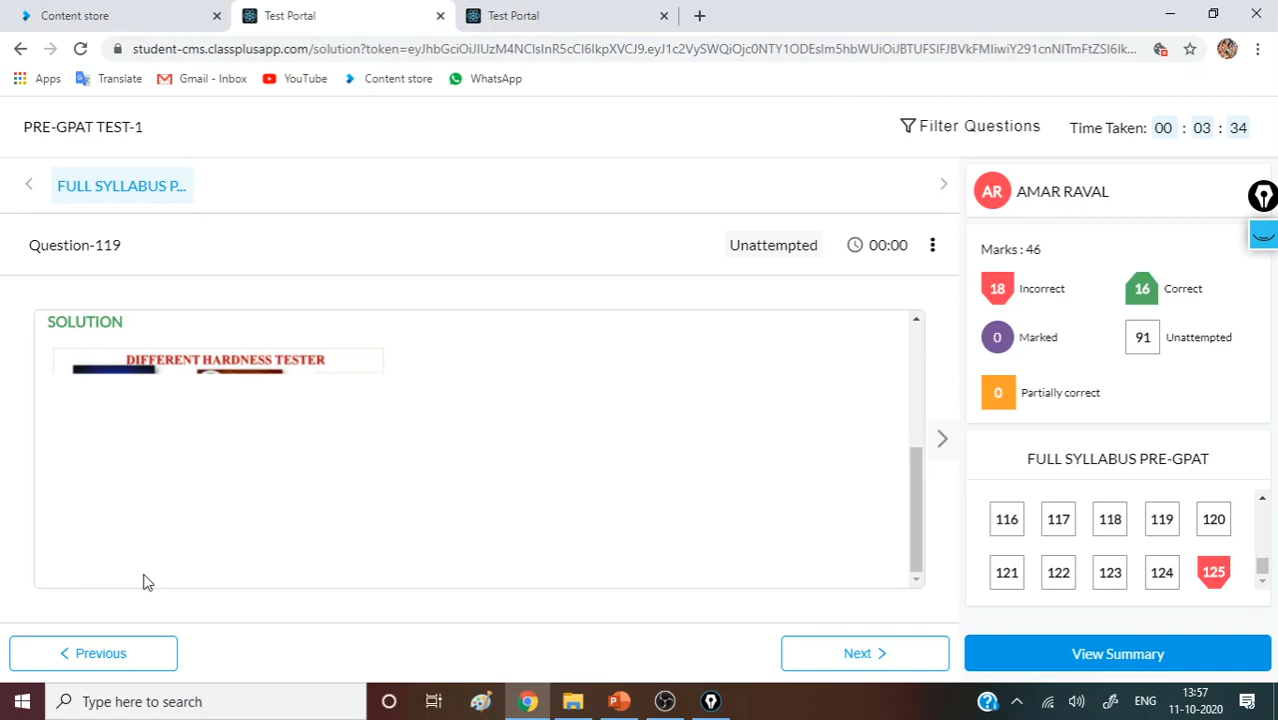 Content store
Test Portal
Test Portal
student-cms.classplusapp.com/solution?token=
Apps
Translate
Gmail - Inbox
YouTube
Content store
WhatsApp
PRE-GPAT TEST-1
Filter Questions
Time Taken: 00 : 03 : 34
FULL SYLLABUS P...
AR
AMAR RAVAL
Question-119
Unattempted
00:00
Marks : 46
18 Incorrect
16 Correct
0 Marked
91 Unattempted
0 Partially correct
SOLUTION
DIFFERENT HARDNESS TESTER
FULL SYLLABUS PRE-GPAT
116 117 118 119 120
121 122 123 124 125
Previous
Next
View Summary
Type here to search
ENG
13:57
11-10-2020